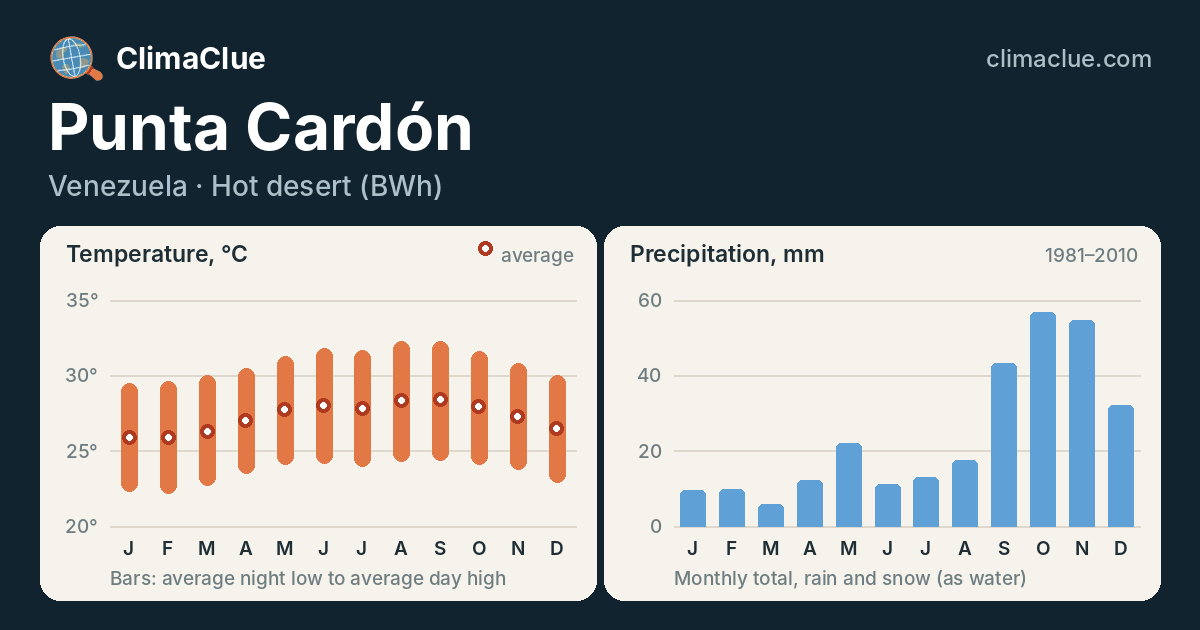 ClimaClue
climaclue.com
Punta Cardón
Venezuela · Hot desert (BWh)
Temperature, °C
average
35°
30°
25°
20°
J F M A M J J A S O N D
Bars: average night low to average day high
Precipitation, mm
1981–2010
60
40
20
0
J F M A M J J A S O N D
Monthly total, rain and snow (as water)